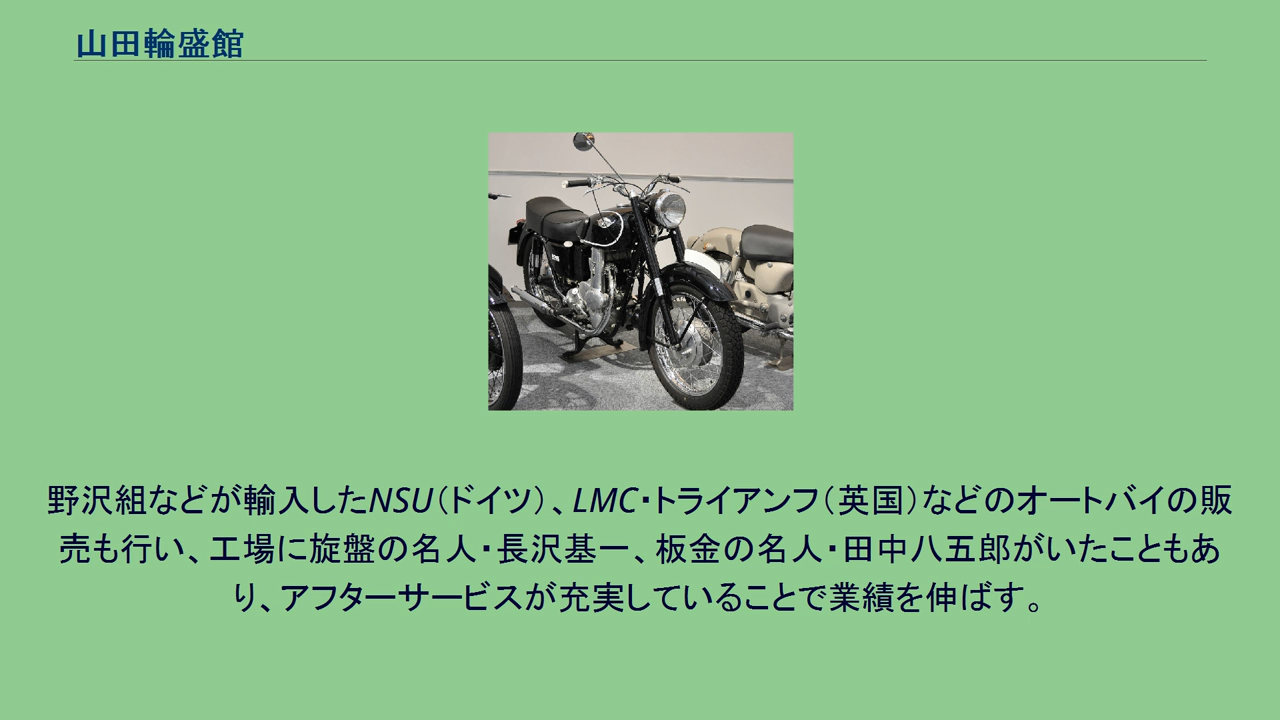 山田輪盛館
野沢組などが輸入したNSU（ドイツ）、LMC・トライアンフ（英国）などのオートバイの販
売も行い、工場に旋盤の名人・長沢基一、板金の名人・田中八五郎がいたこともあ
り、アフターサービスが充実していることで業績を伸ばす。